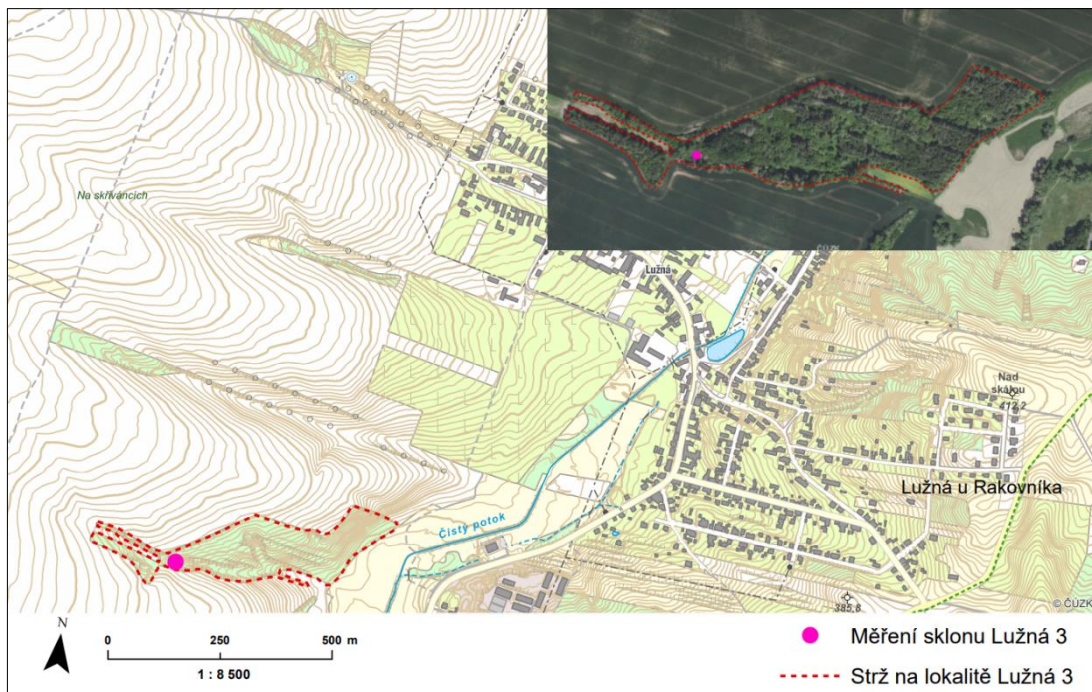 ČÚZK
Na skřiváncích
Lužná
Nad
skálou
412,2
Lužná u Rakovníka
Čistý potok
385,8
© ČÚZK
N
0 250 500 m
1 : 8 500
Měření sklonu Lužná 3
Strž na lokalitě Lužná 3